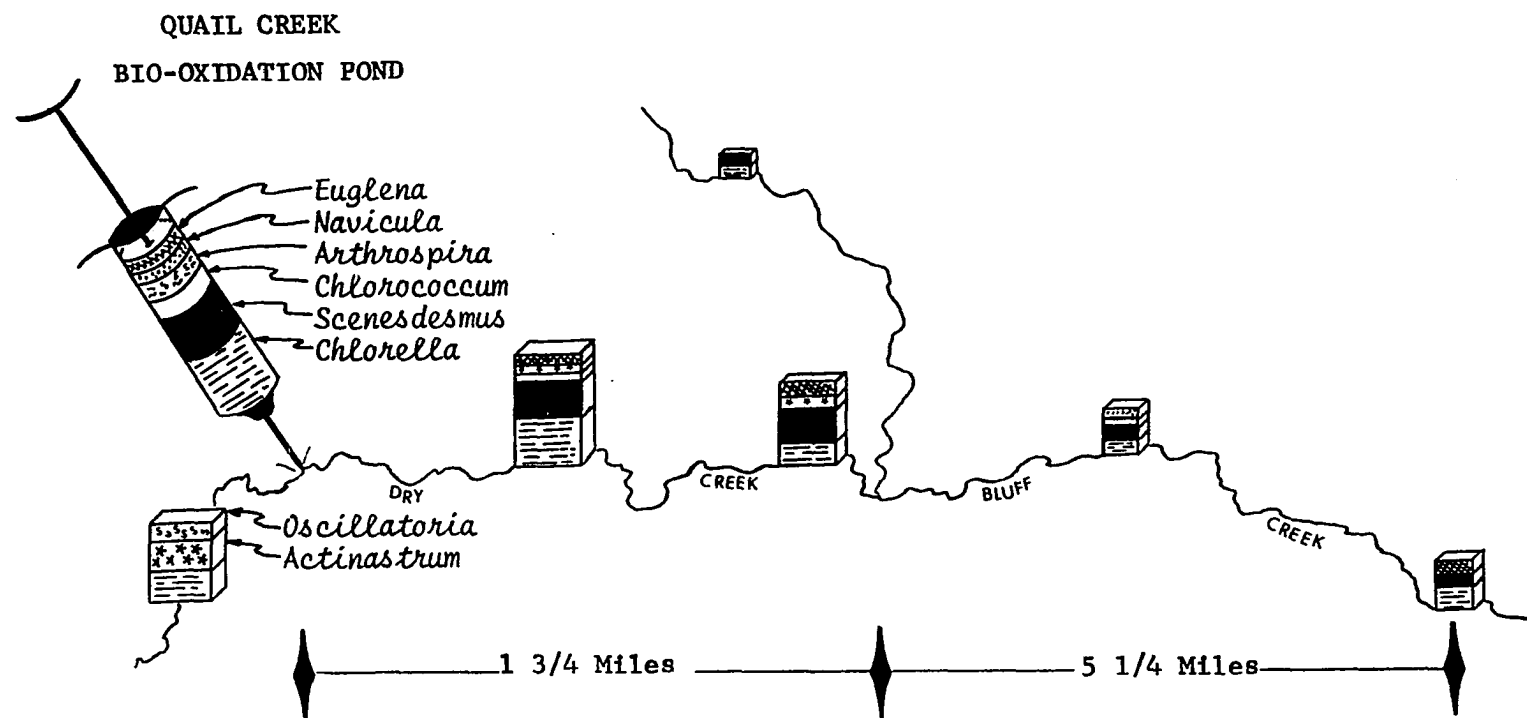 QUAIL CREEK
BIO-OXIDATION POND
Euglena
Navicula
Arthrospira
Chlorococcum
Scenesdesmus
Chlorella
DRY
CREEK
BLUFF
CREEK
Oscillatoria
Actinastrum
1 3/4 Miles
5 1/4 Miles